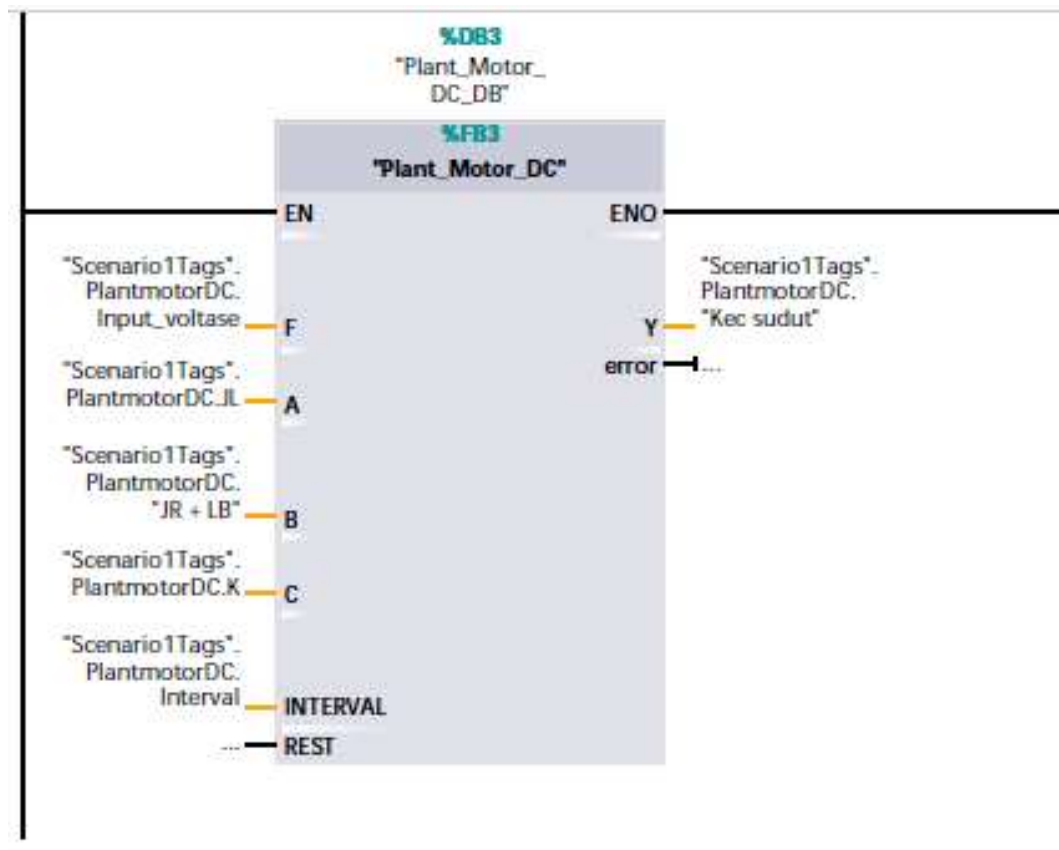 %DB3
"Plant_Motor_
DC_DB"
%FB3
"Plant_Motor_DC"
EN
ENO
"Scenario1Tags".
PlantmotorDC.
Input_voltase
F
"Scenario1Tags".
PlantmotorDC.
"Kec sudut"
Y
error
...
"Scenario1Tags".
PlantmotorDC.JL
A
"Scenario1Tags".
PlantmotorDC.
"JR + LB"
B
"Scenario1Tags".
PlantmotorDC.K
C
"Scenario1Tags".
PlantmotorDC.
Interval
INTERVAL
...
REST